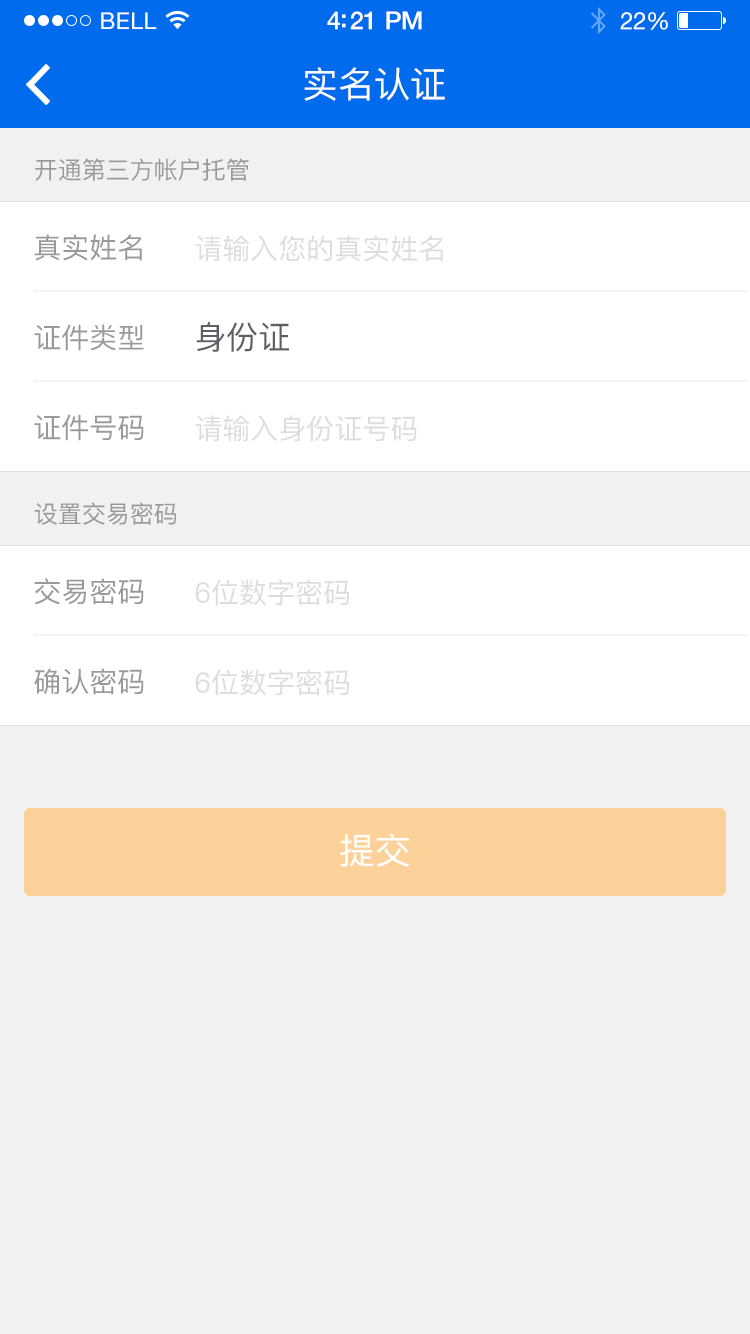 BELL 4:21 PM 22%
实名认证
开通第三方帐户托管
真实姓名 请输入您的真实姓名
证件类型 身份证
证件号码 请输入身份证号码
设置交易密码
交易密码 6位数字密码
确认密码 6位数字密码
提交